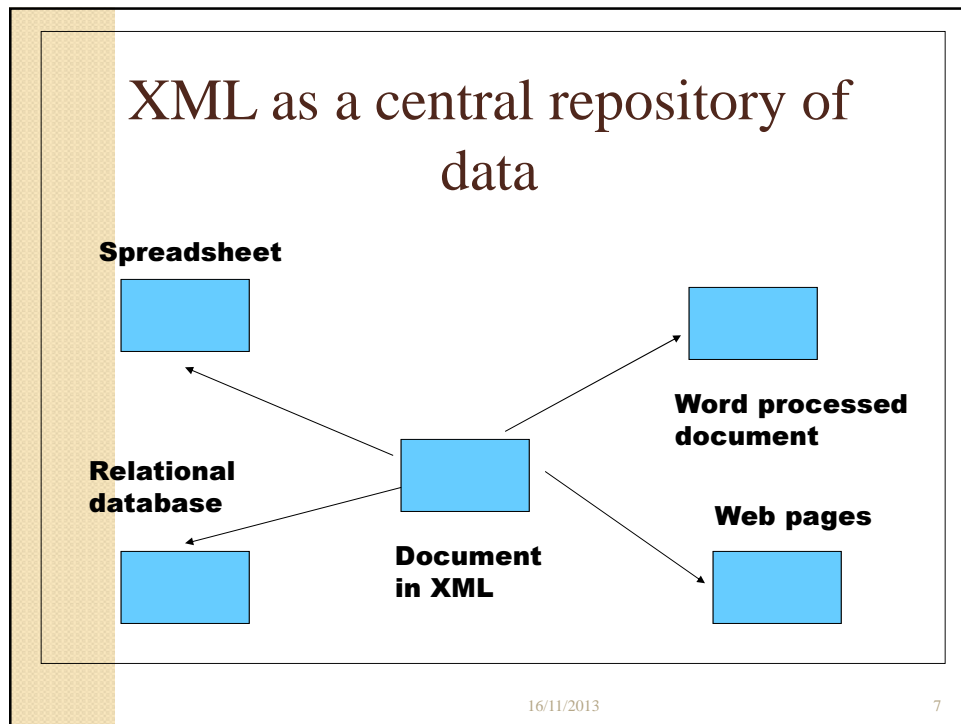 XML as a central repository of
data
Spreadsheet
Word processed
document
Relational
database
Web pages
Document
in XML
16/11/2013
7